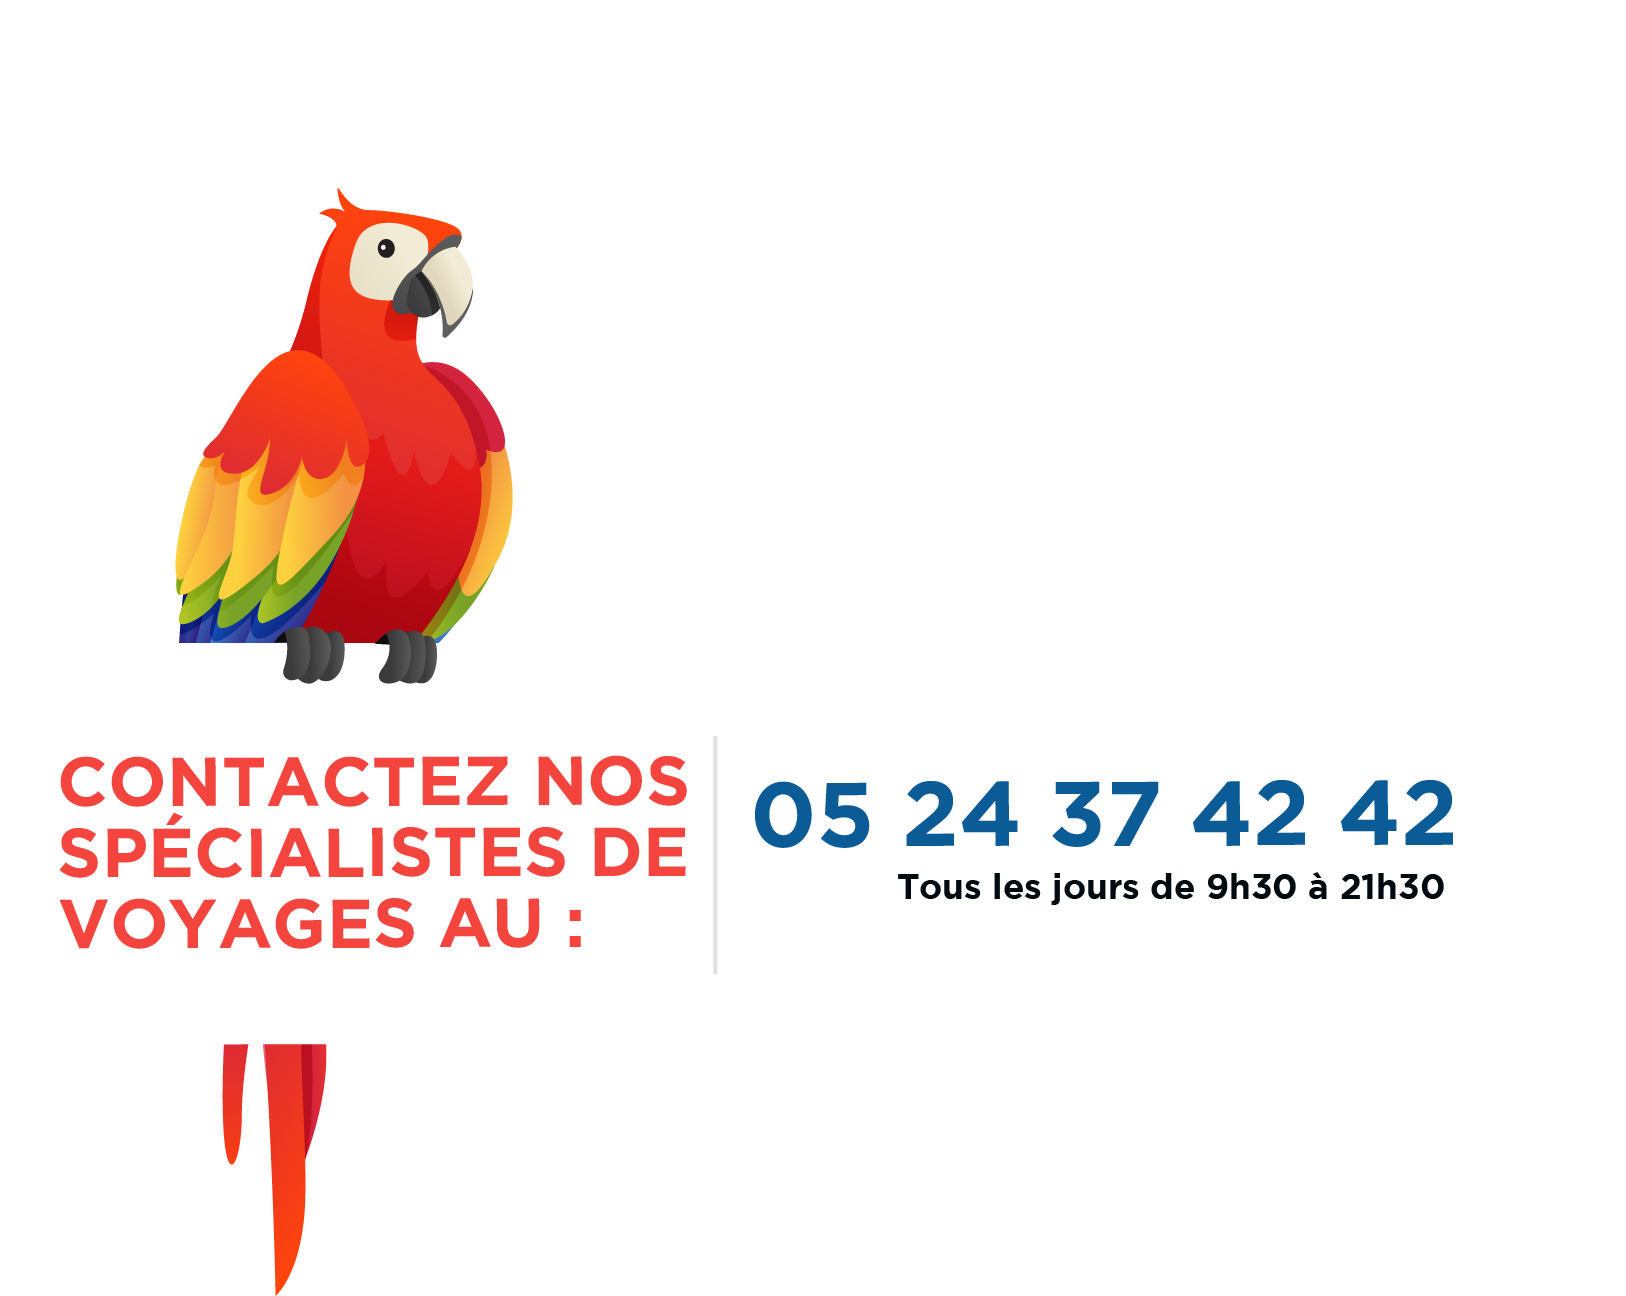 CONTACTEZ NOS
SPÉCIALISTES DE
VOYAGES AU :
05 24 37 42 42
Tous les jours de 9h30 à 21h30